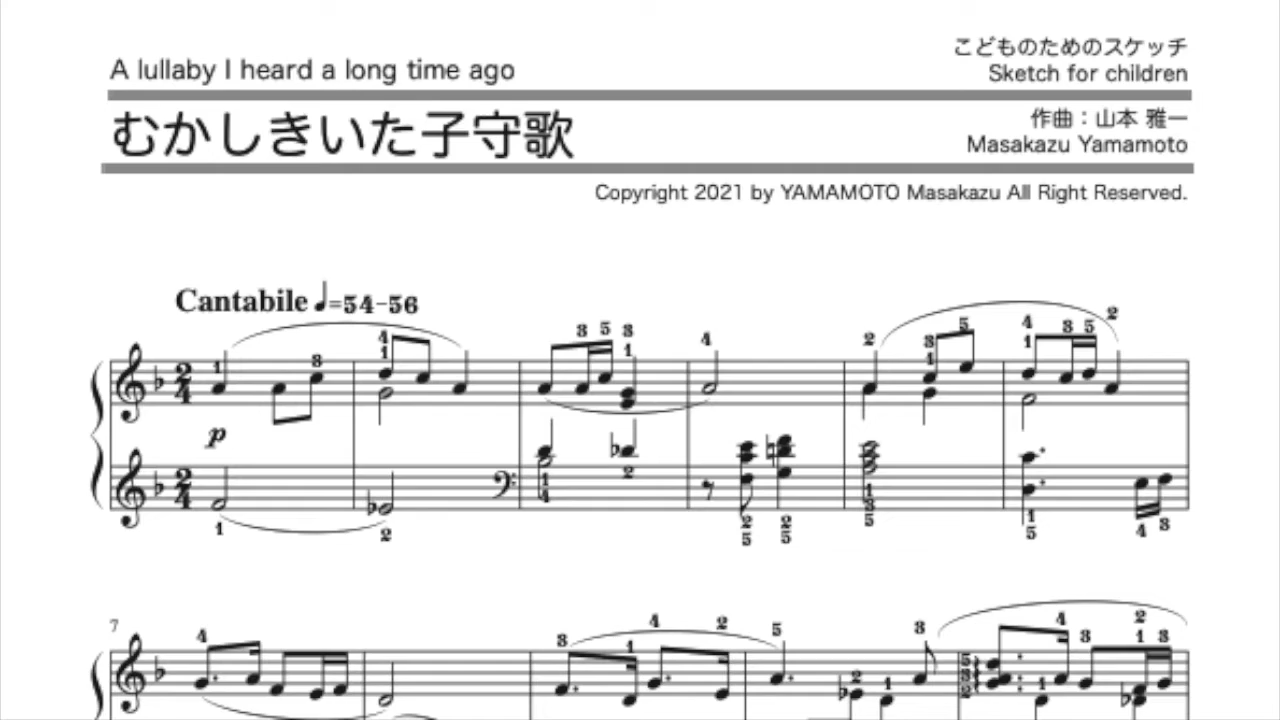 A lullaby I heard a long time ago
こどものためのスケッチ
Sketch for children
むかしきいた子守歌
作曲：山本 雅一
Masakazu Yamamoto
Copyright 2021 by YAMAMOTO Masakazu All Right Reserved.
Cantabile ♩=54-56
p
7